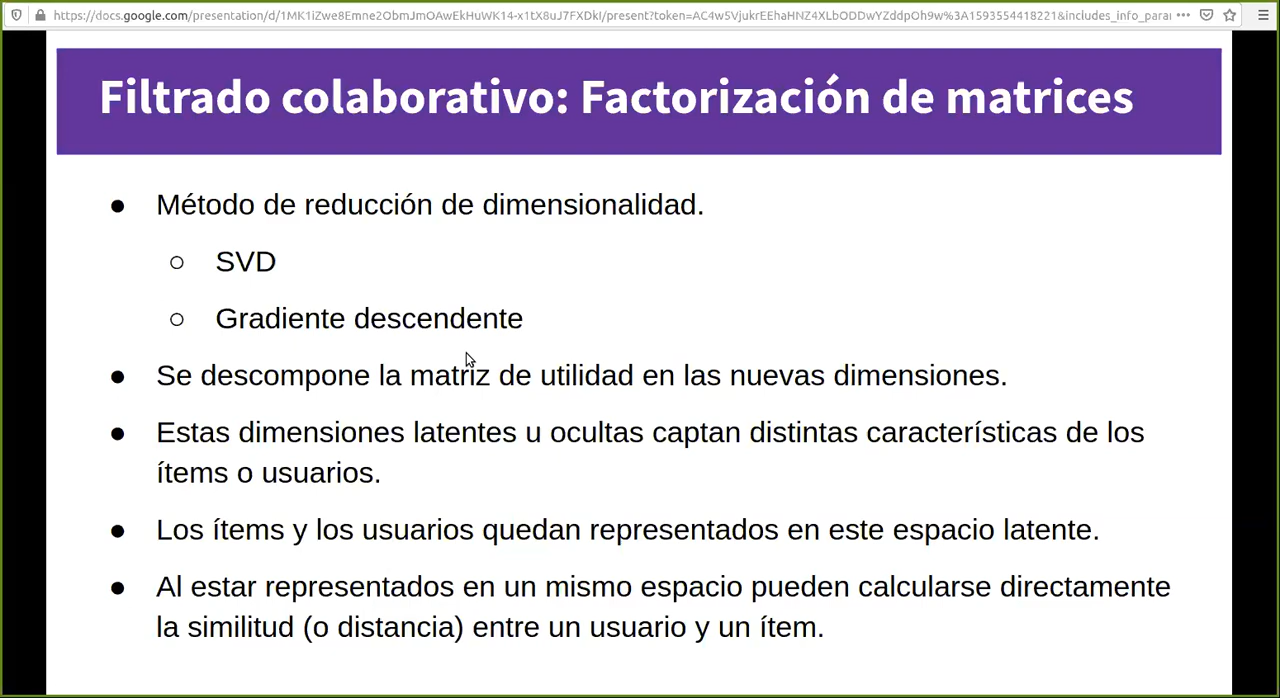 https://docs.google.com/presentation/d/1MK1iZwe8Emne2ObmJmOAwEkHuWK14-x1tX8uJ7FXDkI/present?token=AC4w5VjukrEEhaHNZ4XLbODDwYZddpOh9w%3A1593554418221&includes_info_parar
Filtrado colaborativo: Factorización de matrices
● Método de reducción de dimensionalidad.
○ SVD
○ Gradiente descendente
● Se descompone la matriz de utilidad en las nuevas dimensiones.
● Estas dimensiones latentes u ocultas captan distintas características de los
ítems o usuarios.
● Los ítems y los usuarios quedan representados en este espacio latente.
● Al estar representados en un mismo espacio pueden calcularse directamente
la similitud (o distancia) entre un usuario y un ítem.